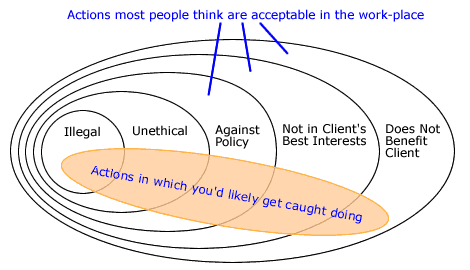 Actions most people think are acceptable in the work-place
Illegal
Unethical
Against
Policy
Not in Client's
Best Interests
Does Not
Benefit
Client
Actions in which you'd likely get caught doing